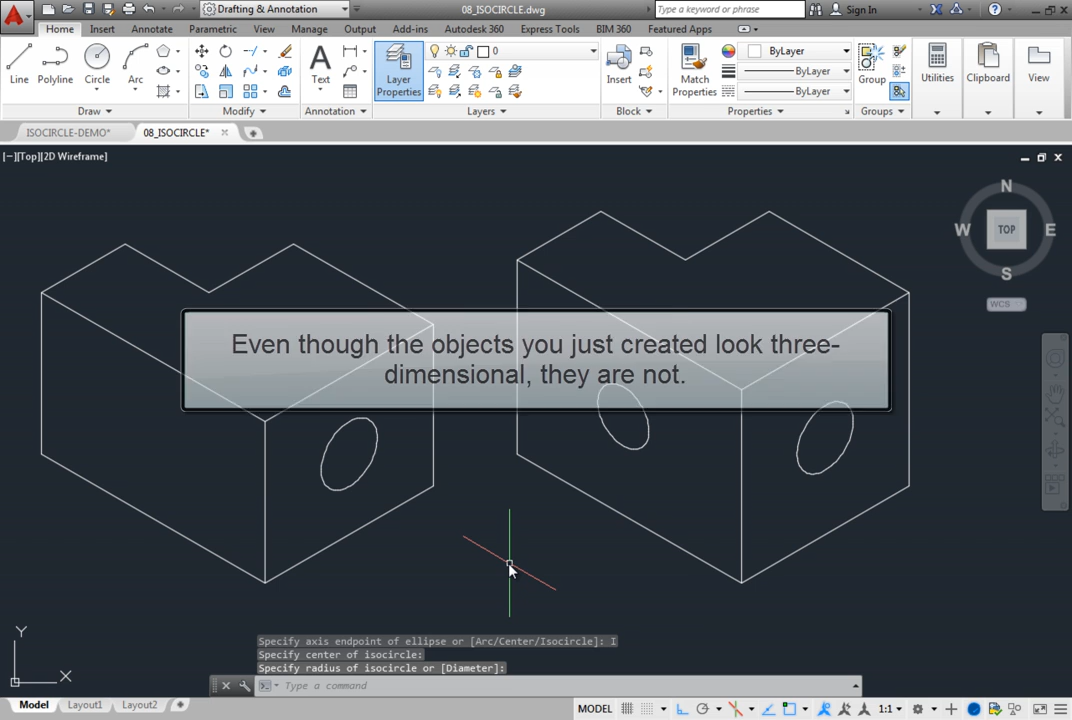 Drafting & Annotation
08_ISOCIRCLE.dwg
Type a keyword or phrase
Sign In
Home Insert Annotate Parametric View Manage Output Add-ins Autodesk 360 Express Tools BIM 360 Featured Apps
Line Polyline Circle Arc
Text
Layer Properties
0
Insert
Match Properties
ByLayer
ByLayer
ByLayer
Group
Utilities
Clipboard
View
Draw Modify Annotation Layers Block Properties Groups
ISOCIRCLE-DEMO* 08_ISOCIRCLE*
[−][Top][2D Wireframe]
N
W TOP E
S
WCS
Even though the objects you just created look three-
dimensional, they are not.
Y
X
Specify axis endpoint of ellipse or [Arc/Center/Isocircle]: I
Specify center of isocircle:
Specify radius of isocircle or [Diameter]:
Type a command
Model Layout1 Layout2
MODEL
1:1